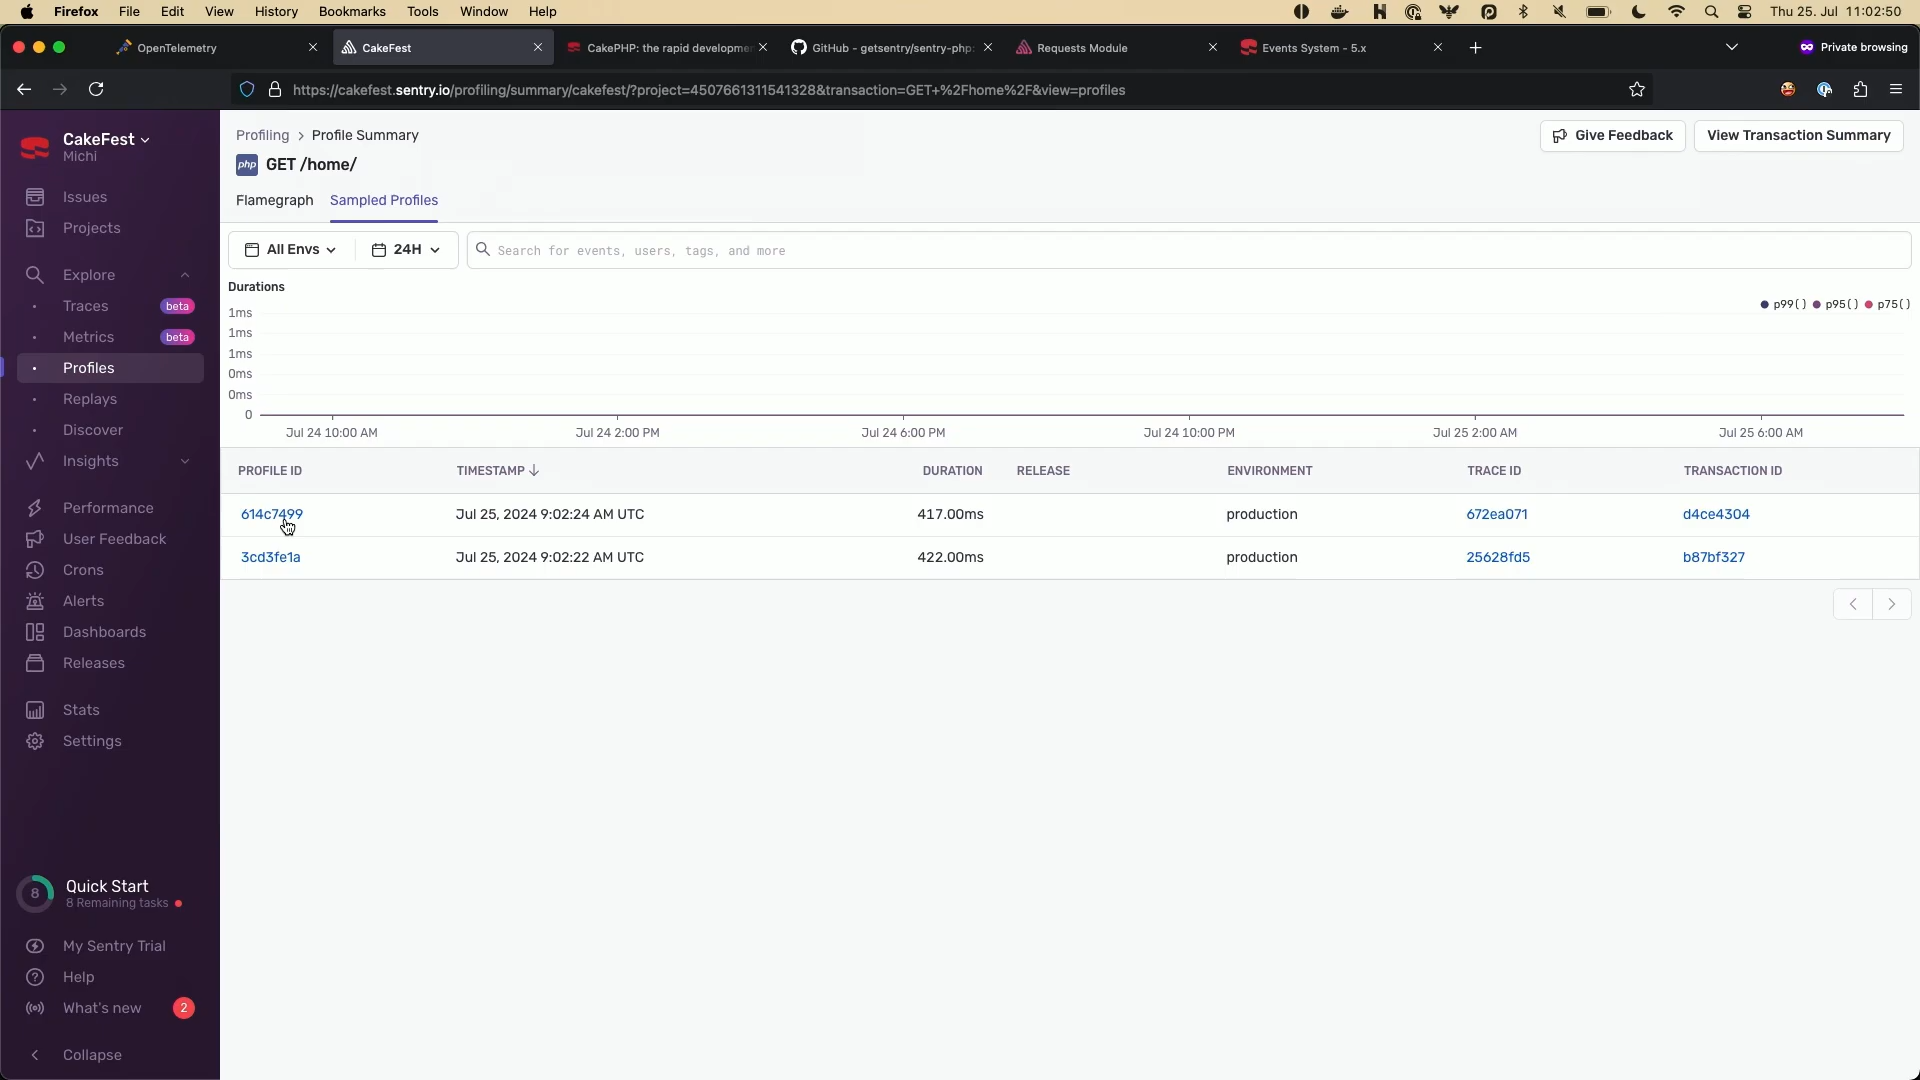 Firefox File Edit View History Bookmarks Tools Window Help Thu 25. Jul 11:02:50
OpenTelemetry CakeFest CakePHP: the rapid developme GitHub - getsentry/sentry-php: Requests Module Events System - 5.x Private browsing
https://cakefest.sentry.io/profiling/summary/cakefest/?project=4507661311541328&transaction=GET+%2Fhome%2F&view=profiles
CakeFest
Michi
Issues
Projects
Explore
Traces beta
Metrics beta
Profiles
Replays
Discover
Insights
Performance
User Feedback
Crons
Alerts
Dashboards
Releases
Stats
Settings
8
Quick Start
8 Remaining tasks
My Sentry Trial
Help
What's new 2
Collapse
Profiling > Profile Summary
Give Feedback
View Transaction Summary
php GET /home/
Flamegraph Sampled Profiles
All Envs 24H Search for events, users, tags, and more
Durations
p99() p95() p75()
1ms
1ms
1ms
0ms
0ms
0
Jul 24 10:00 AM Jul 24 2:00 PM Jul 24 6:00 PM Jul 24 10:00 PM Jul 25 2:00 AM Jul 25 6:00 AM
PROFILE ID TIMESTAMP DURATION RELEASE ENVIRONMENT TRACE ID TRANSACTION ID
614c7499 Jul 25, 2024 9:02:24 AM UTC 417.00ms production 672ea071 d4ce4304
3cd3fe1a Jul 25, 2024 9:02:22 AM UTC 422.00ms production 25628fd5 b87bf327